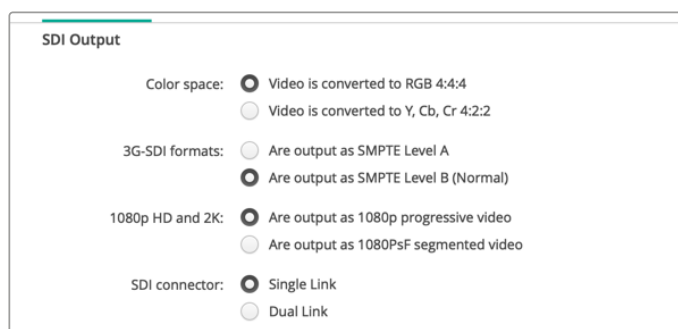 SDI Output
Color space: Video is converted to RGB 4:4:4
Video is converted to Y, Cb, Cr 4:2:2
3G-SDI formats: Are output as SMPTE Level A
Are output as SMPTE Level B (Normal)
1080p HD and 2K: Are output as 1080p progressive video
Are output as 1080PsF segmented video
SDI connector: Single Link
Dual Link